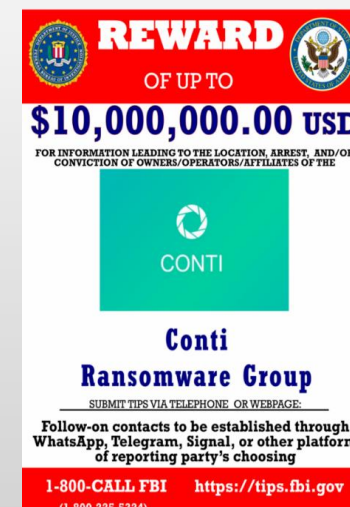 REWARD
OF UP TO
$10,000,000.00 USD
FOR INFORMATION LEADING TO THE LOCATION, ARREST, AND/OR
CONVICTION OF OWNERS/OPERATORS/AFFILIATES OF THE
CONTI
Conti
Ransomware Group
SUBMIT TIPS VIA TELEPHONE OR WEBPAGE:
Follow-on contacts to be established through
WhatsApp, Telegram, Signal, or other platform
of reporting party's choosing
1-800-CALL FBI https://tips.fbi.gov